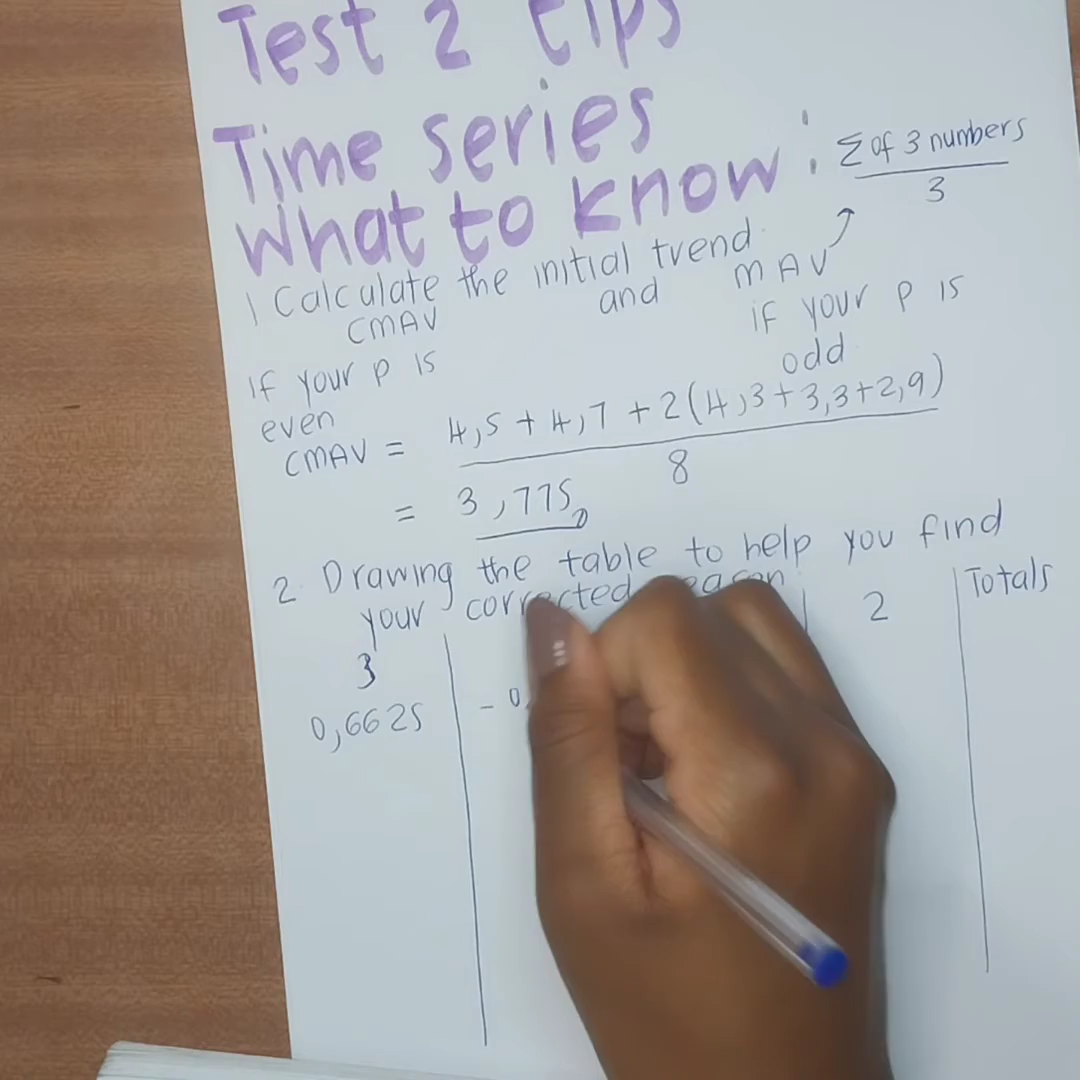 Test 2 tips
Time series
What to know :
Σ of 3 numbers
3
1 Calculate the initial trend
CMAV and MAV
If your p is even
if your p is odd
CMAV = 4,5 + 4,7 + 2(4,3+3,3+2,9)
8
= 3,775
2. Drawing the table to help you find
your corrected
3 2 Totals
0,6625 - 0,